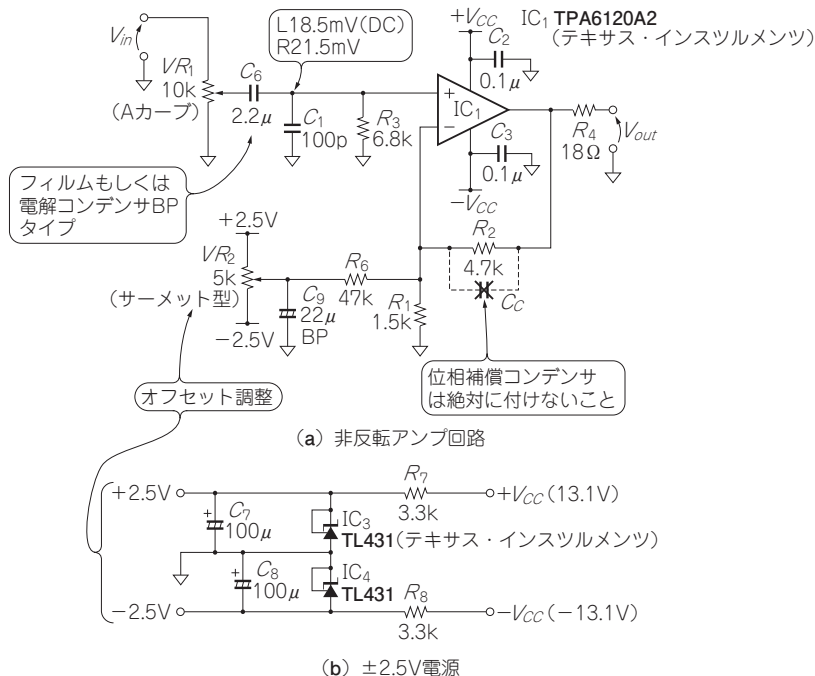 Vin
VR1
10k
(Aカーブ)
C6
2.2μ
L18.5mV(DC)
R21.5mV
C1
100p
R3
6.8k
+VCC
C2
0.1μ
IC1 TPA6120A2
(テキサス・インスツルメンツ)
+
−
IC1
C3
0.1μ
−VCC
R4
18Ω
Vout
フィルムもしくは
電解コンデンサBP
タイプ
+2.5V
VR2
5k
(サーメット型)
−2.5V
C9
22μ
BP
R6
47k
R1
1.5k
R2
4.7k
CC
位相補償コンデンサ
は絶対に付けないこと
オフセット調整
(a) 非反転アンプ回路
+2.5V
+
C7
100μ
IC3
TL431(テキサス・インスツルメンツ)
R7
3.3k
+VCC(13.1V)
+
C8
100μ
IC4
TL431
−2.5V
R8
3.3k
−VCC(−13.1V)
(b) ±2.5V電源